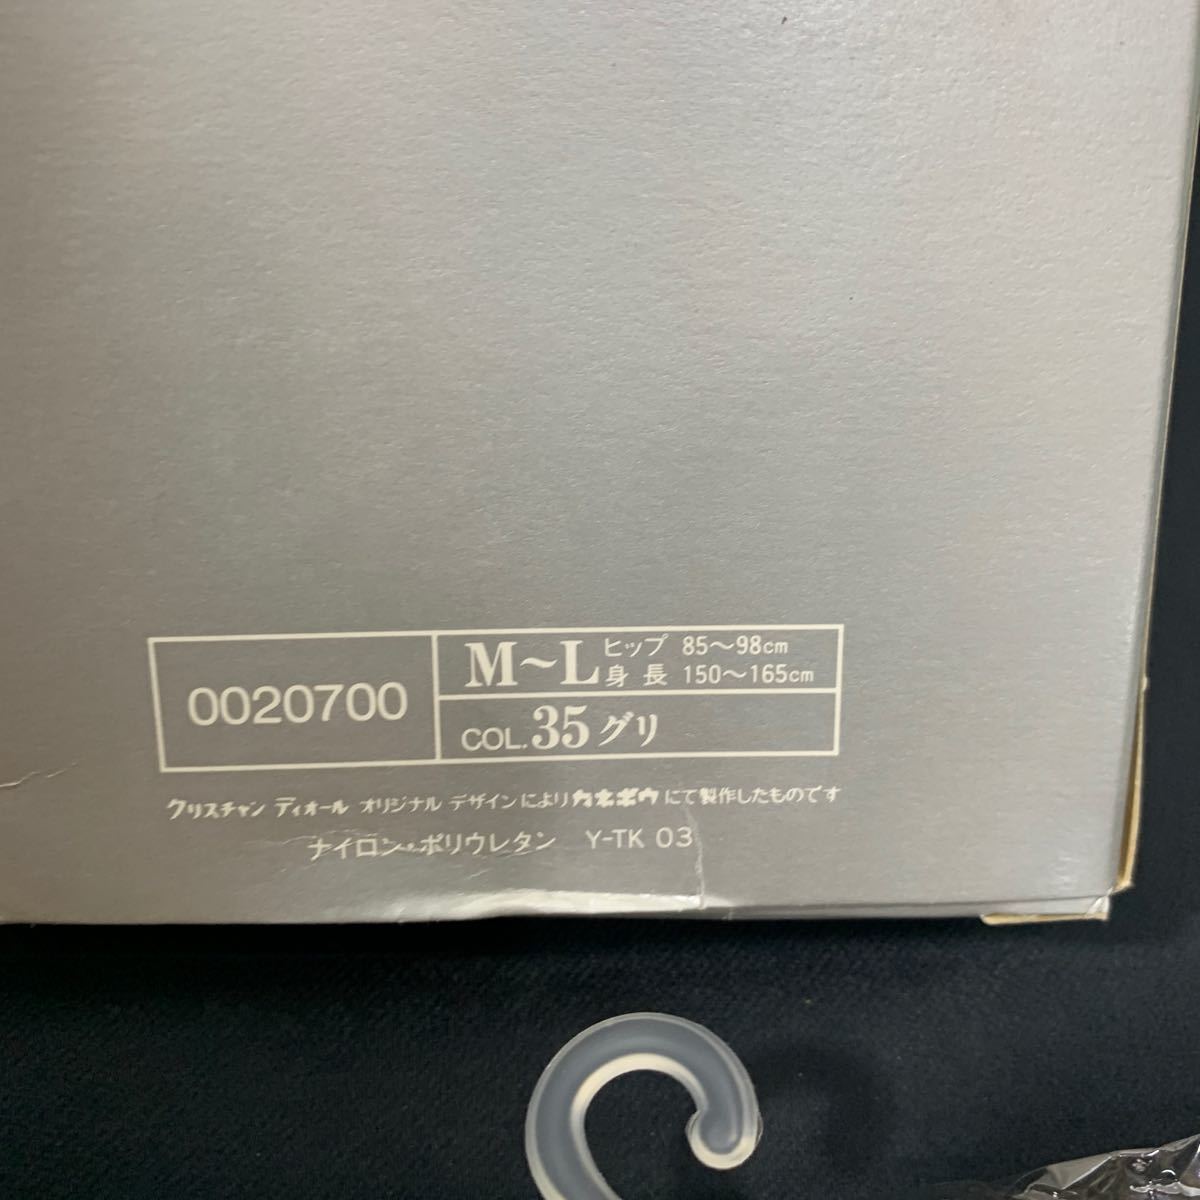 0020700
M〜L ヒップ 85〜98cm
身長 150〜165cm
COL.35グリ
クリスチャン ディオール オリジナル デザインによりカネボウにて製作したものです
ナイロン・ポリウレタン Y-TK 03